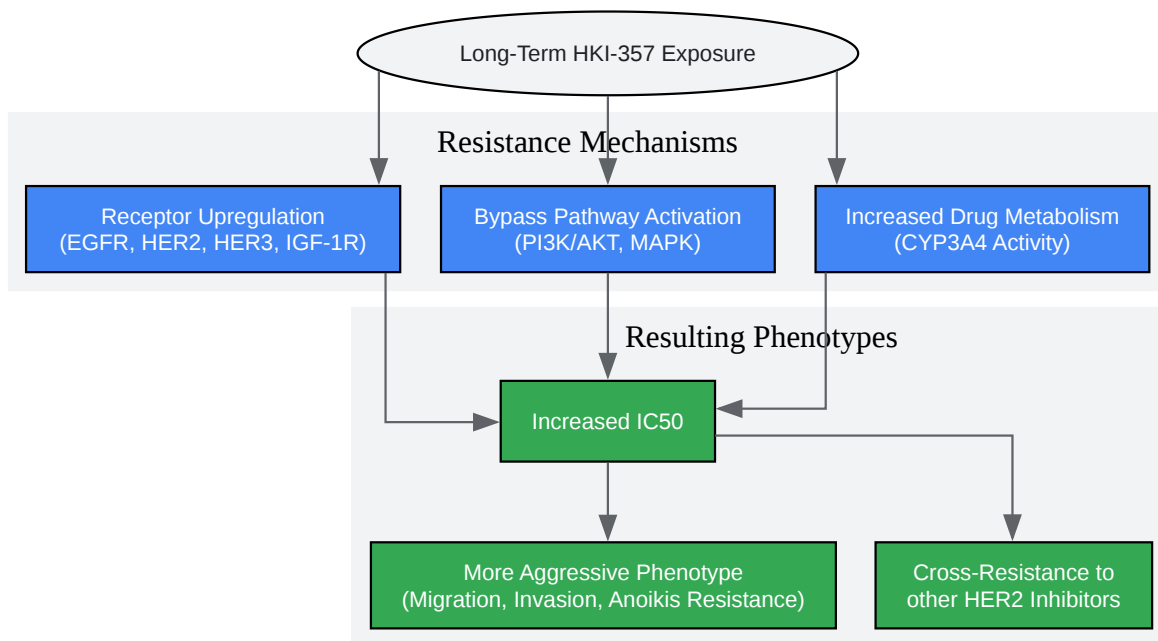 Long-Term HKI-357 Exposure
Resistance Mechanisms
Receptor Upregulation
(EGFR, HER2, HER3, IGF-1R)
Bypass Pathway Activation
(PI3K/AKT, MAPK)
Increased Drug Metabolism
(CYP3A4 Activity)
Resulting Phenotypes
Increased IC50
More Aggressive Phenotype
(Migration, Invasion, Anoikis Resistance)
Cross-Resistance to
other HER2 Inhibitors